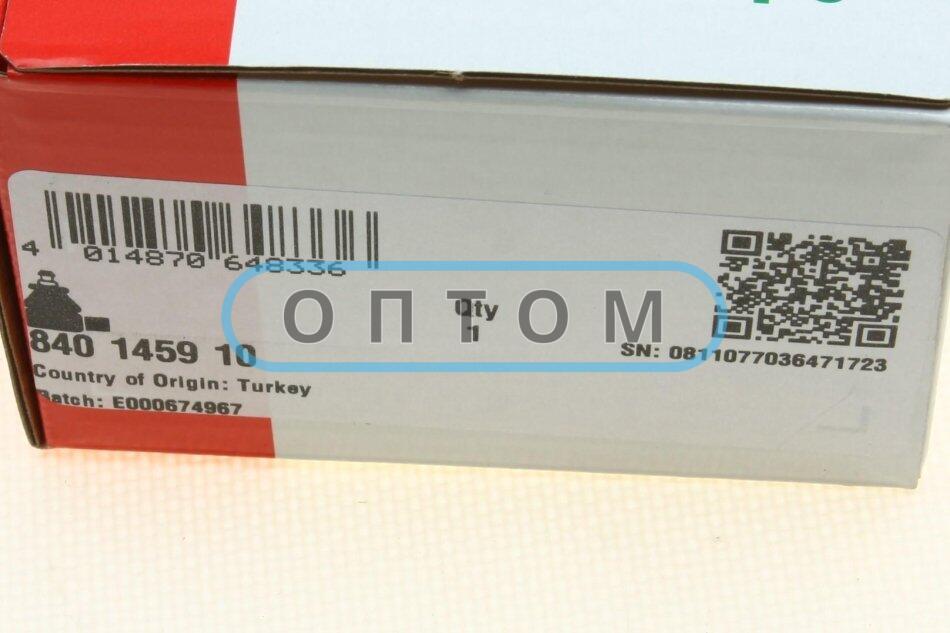 4 014870 648336
ОПТОМ
Qty
1
840 1459 10
SN: 0811077036471723
Country of Origin: Turkey
Batch: E000674967